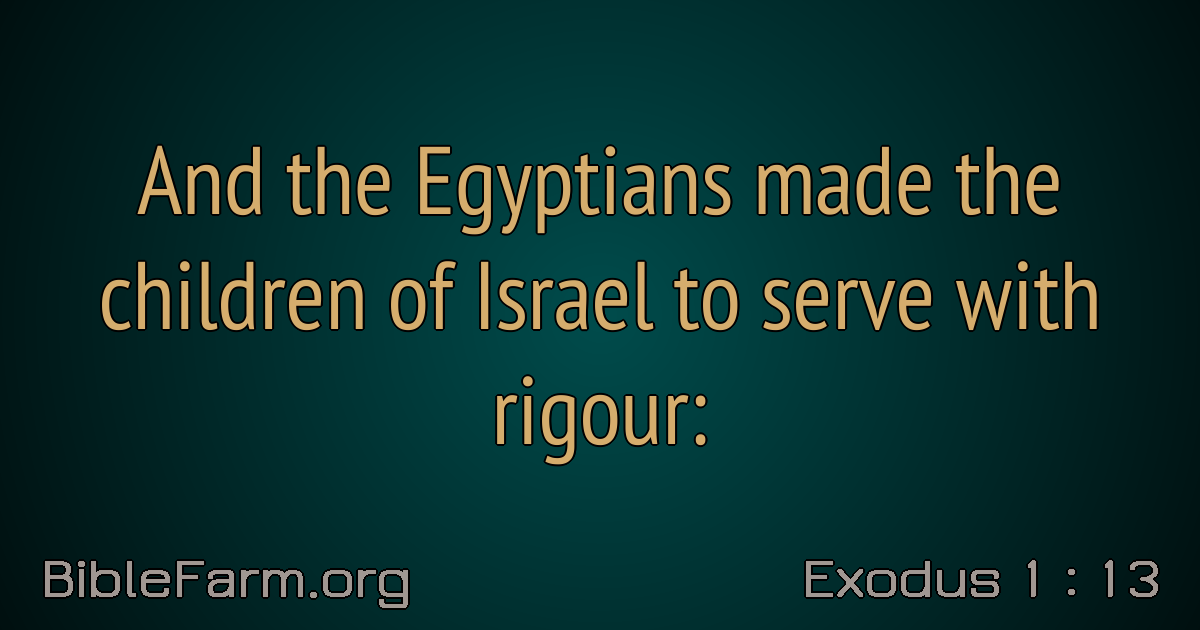 And the Egyptians made the
children of Israel to serve with
rigour:
BibleFarm.org
Exodus 1 : 13